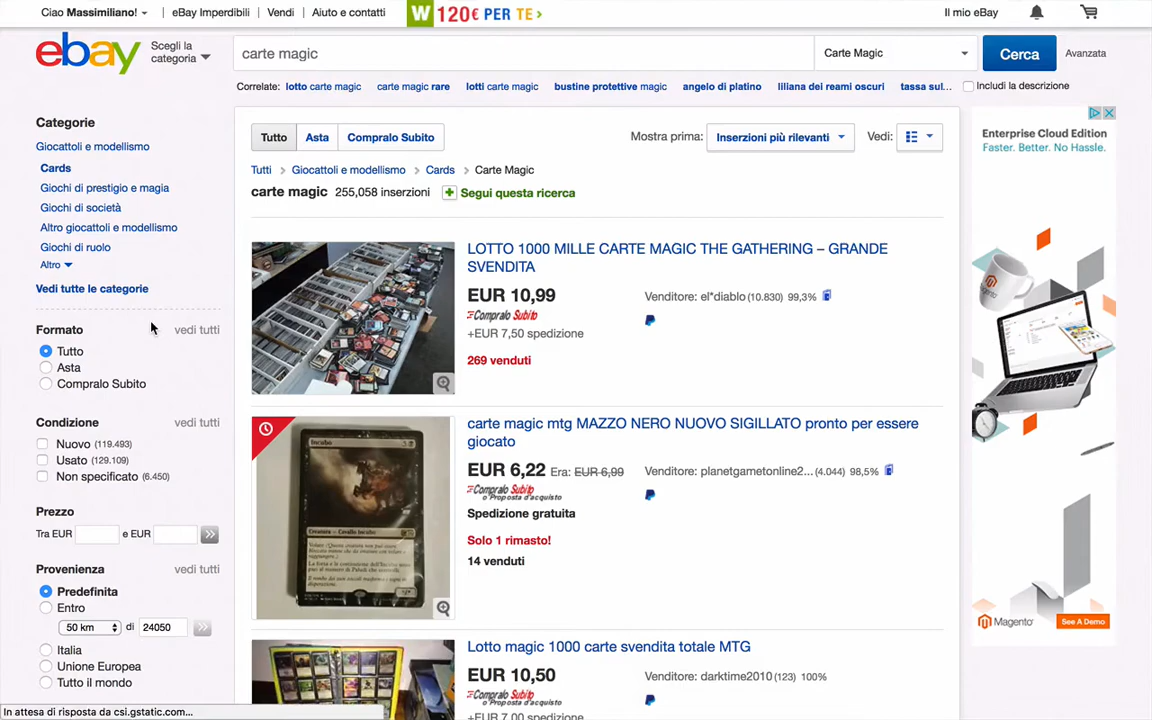 Ciao Massimiliano! | eBay Imperdibili | Vendi | Aiuto e contatti
W 120€ PER TE >
Il mio eBay
ebay
Scegli la categoria
carte magic
Carte Magic
Cerca
Avanzata
Correlate: lotto carte magic carte magic rare lotti carte magic bustine protettive magic angelo di platino liliana dei reami oscuri tassa sul...
Includi la descrizione
Categorie
Giocattoli e modellismo
Cards
Giochi di prestigio e magia
Giochi di società
Altro giocattoli e modellismo
Giochi di ruolo
Altro
Vedi tutte le categorie
Formato vedi tutti
Tutto
Asta
Compralo Subito
Condizione vedi tutti
Nuovo (119.493)
Usato (129.109)
Non specificato (6.450)
Prezzo
Tra EUR e EUR
Provenienza vedi tutti
Predefinita
Entro
50 km di 24050
Italia
Unione Europea
Tutto il mondo
In attesa di risposta da csi.gstatic.com...
Tutto Asta Compralo Subito
Mostra prima: Inserzioni più rilevanti
Vedi:
Tutti > Giocattoli e modellismo > Cards > Carte Magic
carte magic 255,058 inserzioni + Segui questa ricerca
LOTTO 1000 MILLE CARTE MAGIC THE GATHERING – GRANDE
SVENDITA
EUR 10,99
Compralo Subito
+EUR 7,50 spedizione
269 venduti
Venditore: el*diablo (10.830) 99,3%
carte magic mtg MAZZO NERO NUOVO SIGILLATO pronto per essere
giocato
EUR 6,22 Era: EUR 6,99
Compralo Subito
o Proposta d'acquisto
Spedizione gratuita
Solo 1 rimasto!
14 venduti
Venditore: planetgametonline2... (4.044) 98,5%
Incubo
Creatura – Cavallo Incubo
Lotto magic 1000 carte svendita totale MTG
EUR 10,50
Compralo Subito
+EUR 7,00 spedizione
Venditore: darktime2010 (123) 100%
Enterprise Cloud Edition
Faster. Better. No Hassle.
Magento
See A Demo